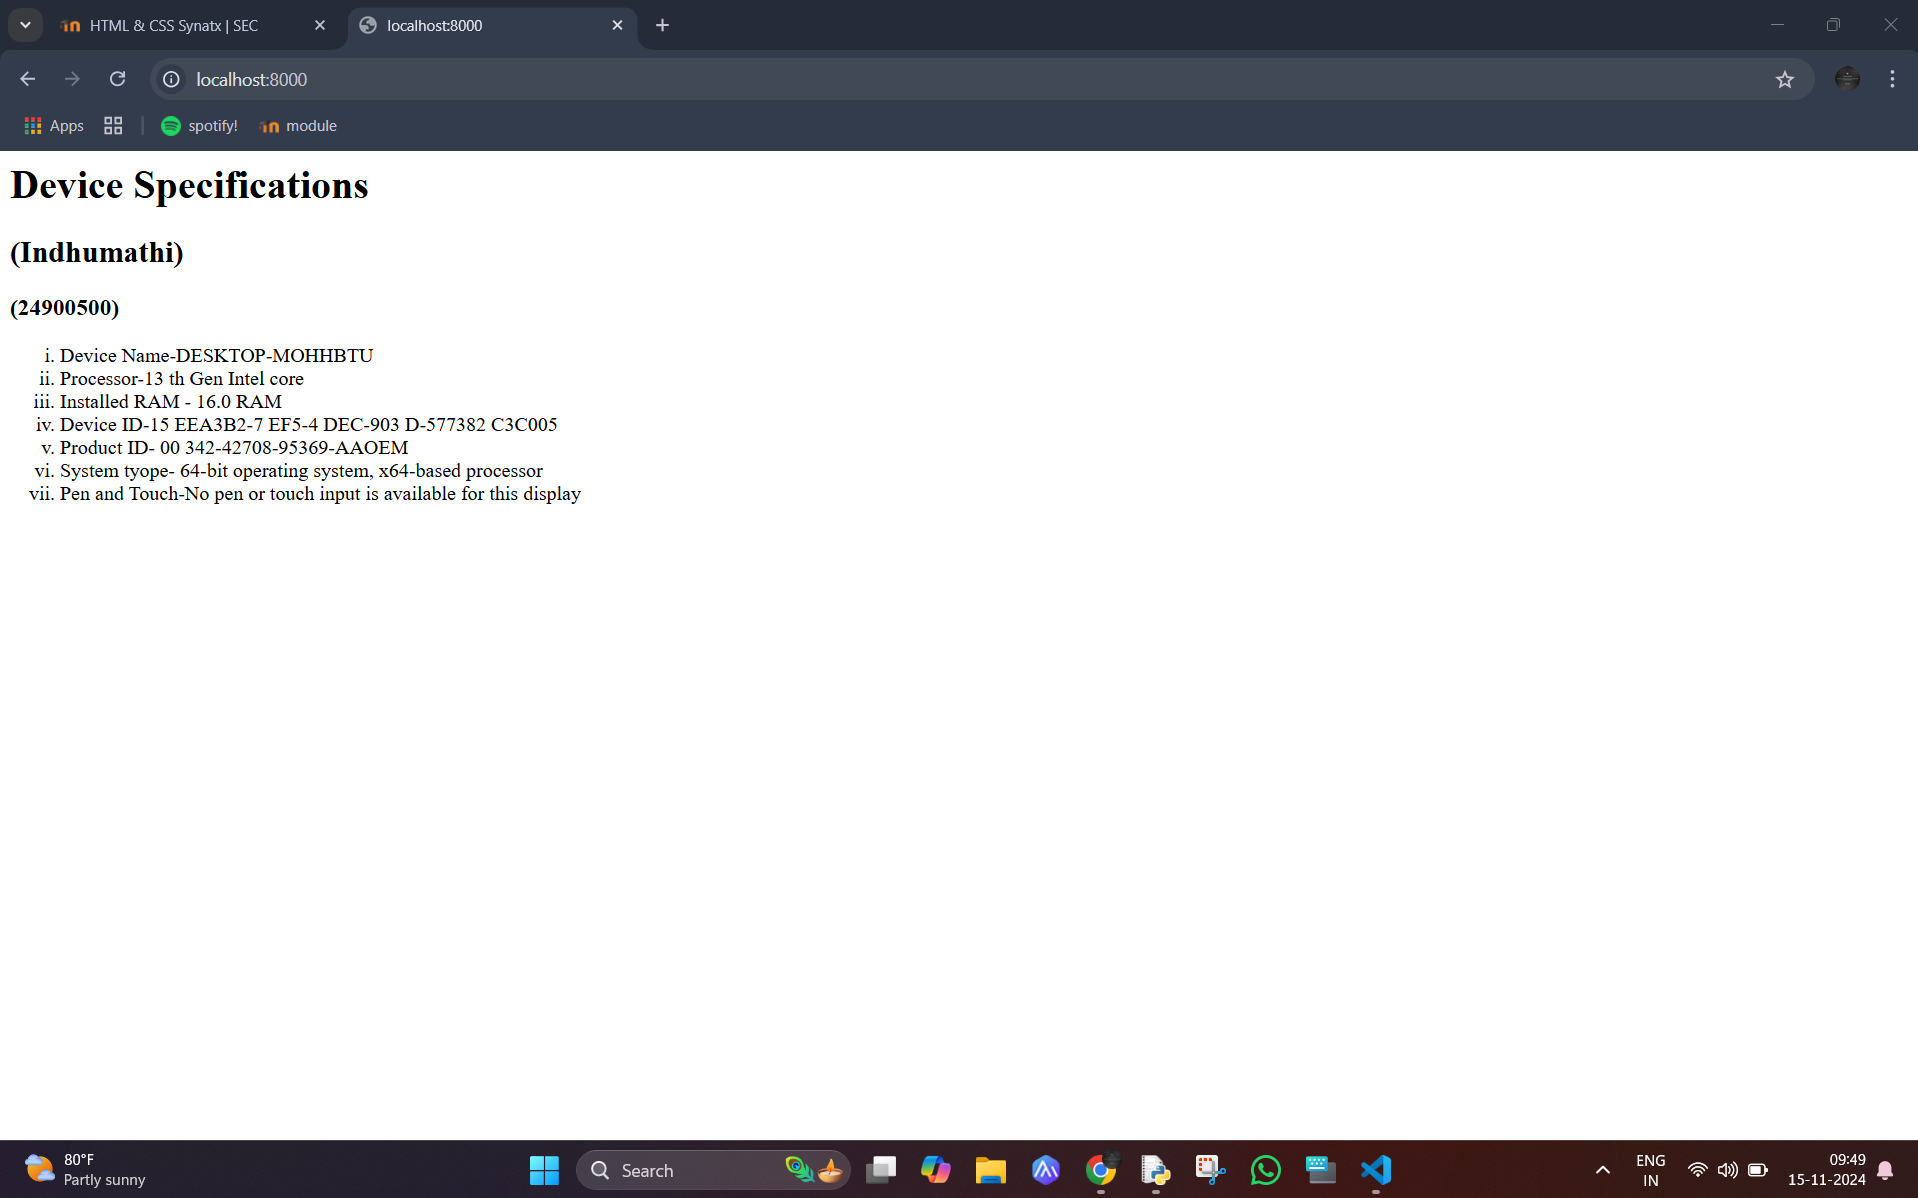 HTML & CSS Synatx | SEC
localhost:8000
localhost:8000
Apps
spotify!
module
Device Specifications
(Indhumathi)
(24900500)
i. Device Name-DESKTOP-MOHHBTU
ii. Processor-13 th Gen Intel core
iii. Installed RAM - 16.0 RAM
iv. Device ID-15 EEA3B2-7 EF5-4 DEC-903 D-577382 C3C005
v. Product ID- 00 342-42708-95369-AAOEM
vi. System tyope- 64-bit operating system, x64-based processor
vii. Pen and Touch-No pen or touch input is available for this display
80°F
Partly sunny
Search
ENG
IN
09:49
15-11-2024